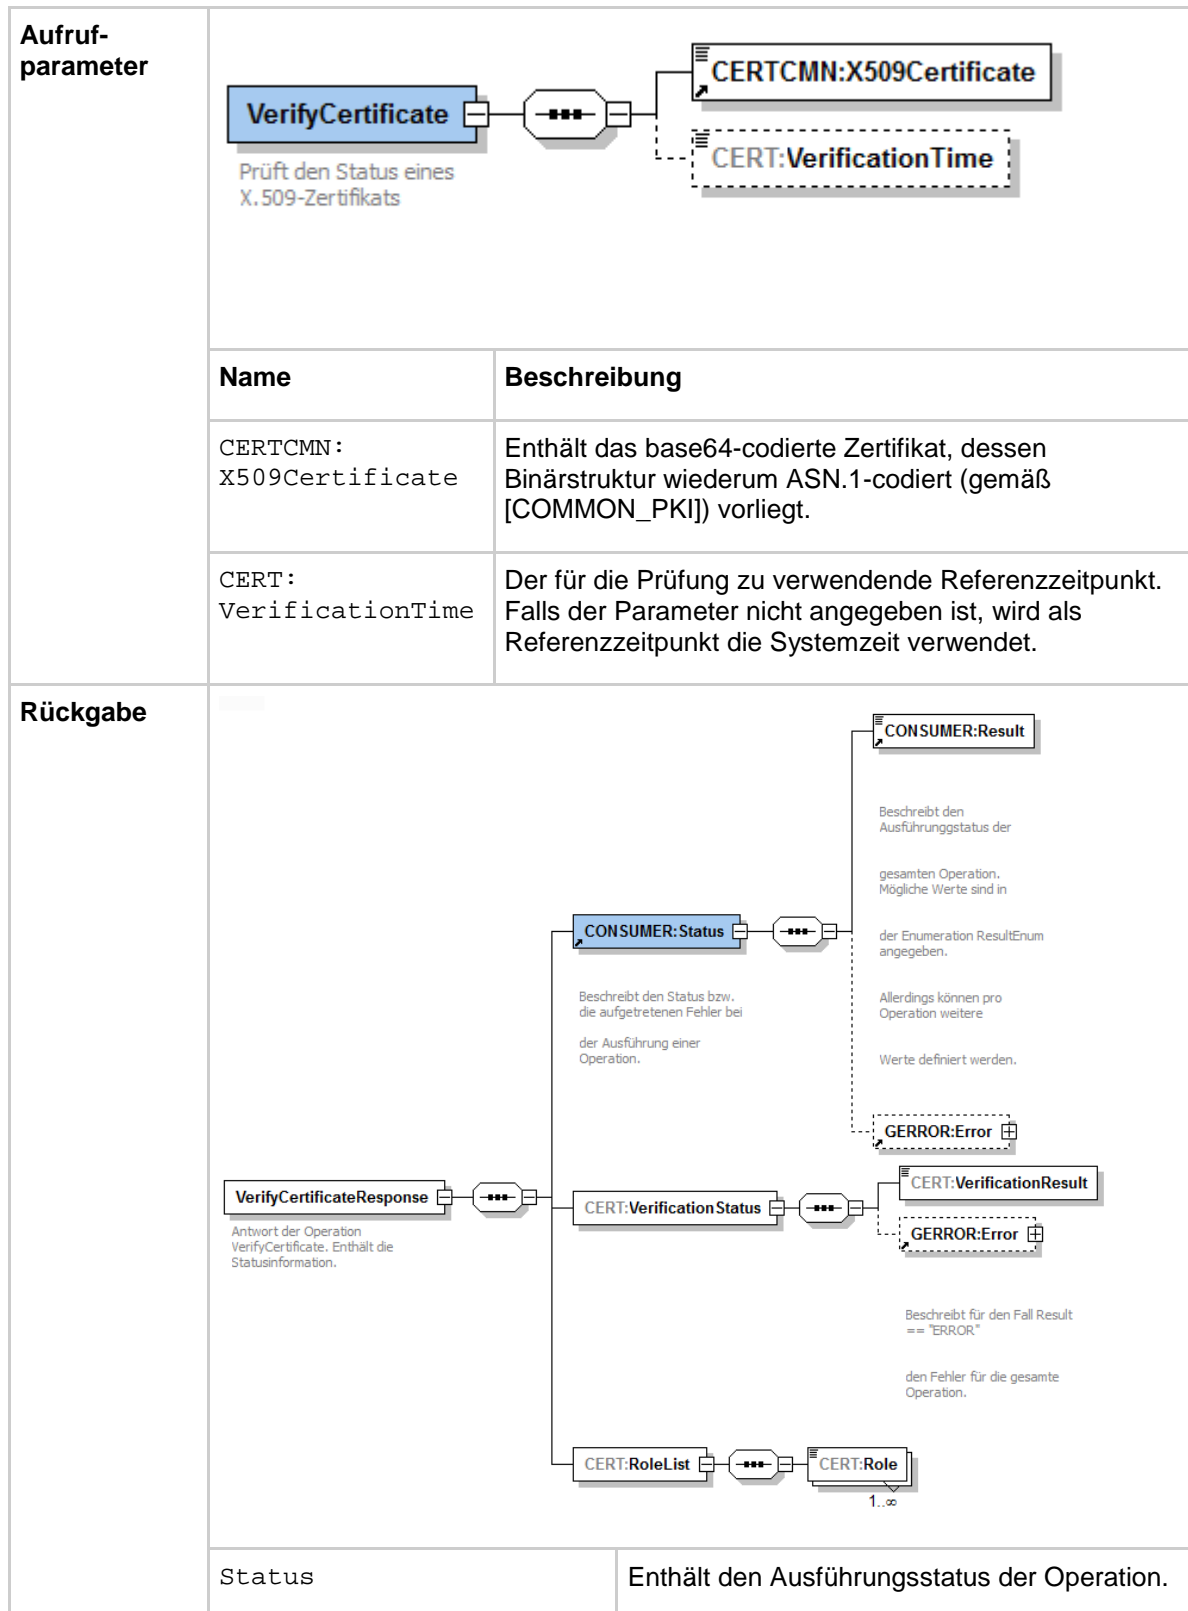 Aufruf-
parameter
VerifyCertificate
Prüft den Status eines
X.509-Zertifikats
CERTCMN:X509Certificate
CERT:VerificationTime
Name
Beschreibung
CERTCMN:
X509Certificate
Enthält das base64-codierte Zertifikat, dessen
Binärstruktur wiederum ASN.1-codiert (gemäß
[COMMON_PKI]) vorliegt.
CERT:
VerificationTime
Der für die Prüfung zu verwendende Referenzzeitpunkt.
Falls der Parameter nicht angegeben ist, wird als
Referenzzeitpunkt die Systemzeit verwendet.
Rückgabe
VerifyCertificateResponse
Antwort der Operation
VerifyCertificate. Enthält die
Statusinformation.
CONSUMER:Status
Beschreibt den Status bzw.
die aufgetretenen Fehler bei
der Ausführung einer
Operation.
CONSUMER:Result
Beschreibt den
Ausführunggstatus der
gesamten Operation.
Mögliche Werte sind in
der Enumeration ResultEnum
angegeben.
Allerdings können pro
Operation weitere
Werte definiert werden.
GERROR:Error
CERT:VerificationStatus
CERT:VerificationResult
GERROR:Error
Beschreibt für den Fall Result
== "ERROR"
den Fehler für die gesamte
Operation.
CERT:RoleList
CERT:Role
1..∞
Status
Enthält den Ausführungsstatus der Operation.